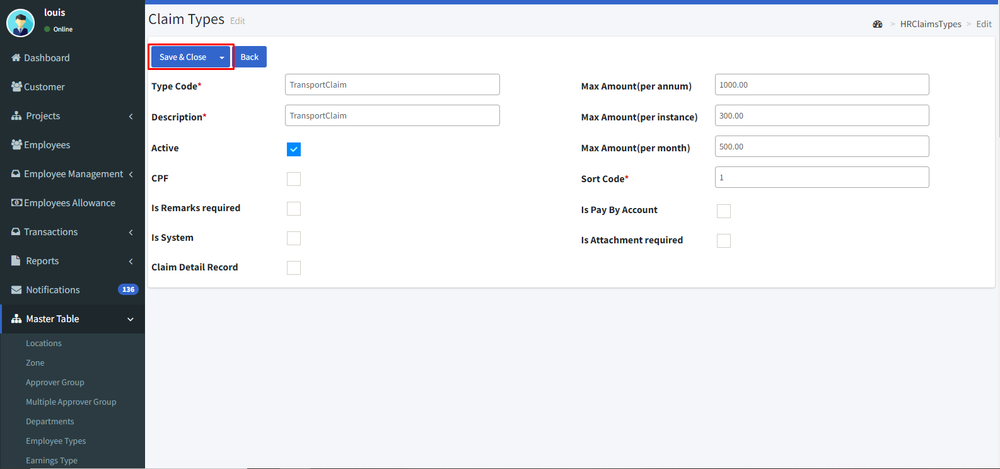 louis
Online
Dashboard
Customer
Projects
Employees
Employee Management
Employees Allowance
Transactions
Reports
Notifications 136
Master Table
Locations
Zone
Approver Group
Multiple Approver Group
Departments
Employee Types
Earnings Type
Claim Types Edit
> HRClaimsTypes > Edit
Save & Close Back
Type Code* TransportClaim
Description* TransportClaim
Active
CPF
Is Remarks required
Is System
Claim Detail Record
Max Amount(per annum) 1000.00
Max Amount(per instance) 300.00
Max Amount(per month) 500.00
Sort Code* 1
Is Pay By Account
Is Attachment required